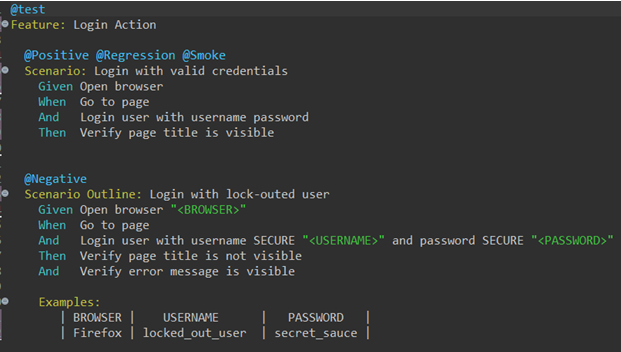 @test
Feature: Login Action
@Positive @Regression @Smoke
Scenario: Login with valid credentials
Given Open browser
When Go to page
And Login user with username password
Then Verify page title is visible
@Negative
Scenario Outline: Login with lock-outed user
Given Open browser "<BROWSER>"
When Go to page
And Login user with username SECURE "<USERNAME>" and password SECURE "<PASSWORD>"
Then Verify page title is not visible
And Verify error message is visible
Examples:
| BROWSER | USERNAME | PASSWORD |
| Firefox | locked_out_user | secret_sauce |